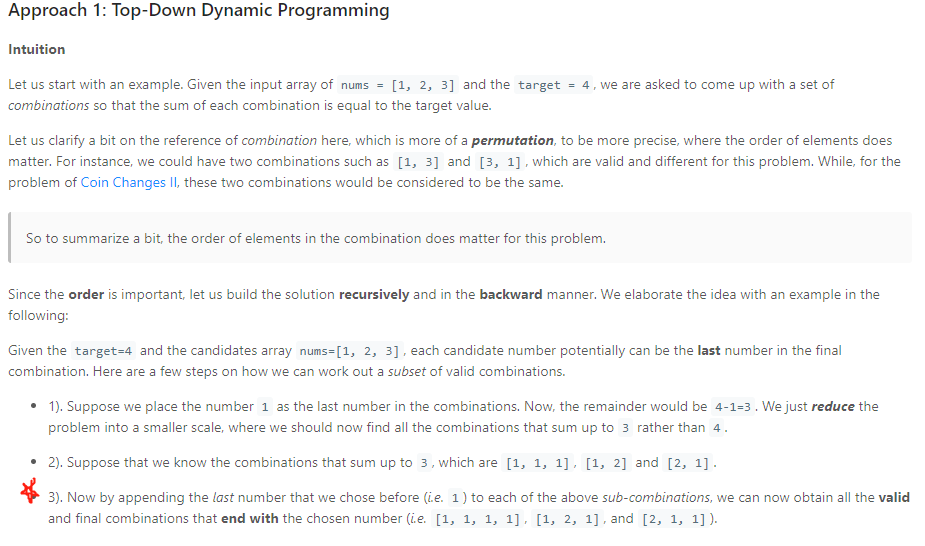 Approach 1: Top-Down Dynamic Programming
Intuition
Let us start with an example. Given the input array of nums = [1, 2, 3] and the target = 4, we are asked to come up with a set of
combinations so that the sum of each combination is equal to the target value.
Let us clarify a bit on the reference of combination here, which is more of a permutation, to be more precise, where the order of elements does
matter. For instance, we could have two combinations such as [1, 3] and [3, 1], which are valid and different for this problem. While, for the
problem of Coin Changes II, these two combinations would be considered to be the same.
So to summarize a bit, the order of elements in the combination does matter for this problem.
Since the order is important, let us build the solution recursively and in the backward manner. We elaborate the idea with an example in the
following:
Given the target=4 and the candidates array nums=[1, 2, 3], each candidate number potentially can be the last number in the final
combination. Here are a few steps on how we can work out a subset of valid combinations.
• 1). Suppose we place the number 1 as the last number in the combinations. Now, the remainder would be 4-1=3. We just reduce the
problem into a smaller scale, where we should now find all the combinations that sum up to 3 rather than 4.
• 2). Suppose that we know the combinations that sum up to 3, which are [1, 1, 1], [1, 2] and [2, 1].
3). Now by appending the last number that we chose before (i.e. 1) to each of the above sub-combinations, we can now obtain all the valid
and final combinations that end with the chosen number (i.e. [1, 1, 1, 1], [1, 2, 1], and [2, 1, 1]).